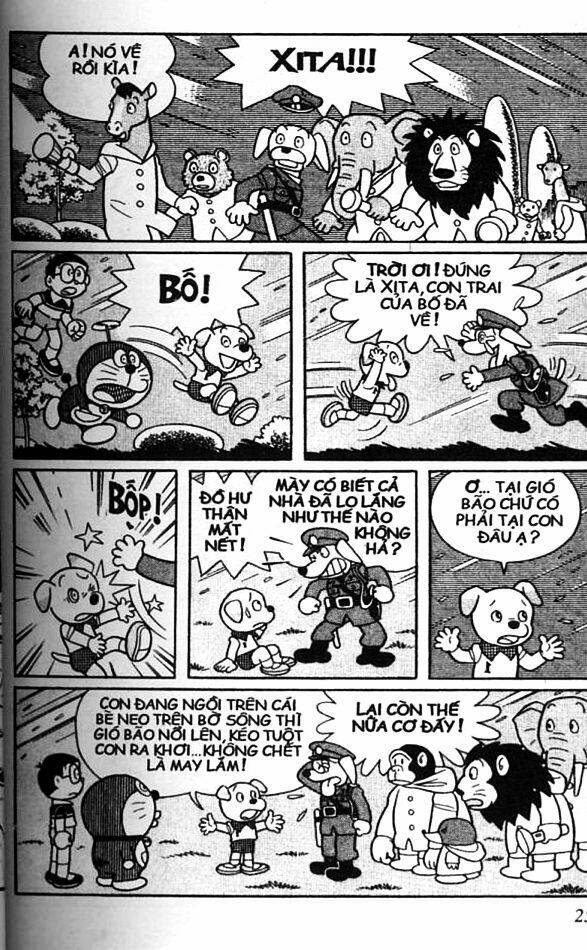 A! NÓ VỀ
RỒI KÌA!
XITA!!!
BỐ!
TRỜI ƠI! ĐÚNG
LÀ XITA, CON TRAI
CỦA BỐ ĐÃ
VỀ!
BỐP!
ĐỒ HƯ
THÂN
MẤT
NẾT!
MÀY CÓ BIẾT CẢ
NHÀ ĐÃ LO LẮNG
NHƯ THẾ NÀO
KHÔNG
HẢ?
Ơ... TẠI GIÓ
BÃO CHỨ CÓ
PHẢI TẠI CON
ĐÂU Ạ?
CON ĐANG NGỒI TRÊN CÁI
BÈ NEO TRÊN BỜ SÔNG THÌ
GIÓ BÃO NỔI LÊN, KÉO TUỘT
CON RA KHƠI... KHÔNG CHẾT
LÀ MAY LẮM!
LẠI CÒN THẾ
NỮA CƠ ĐẤY!